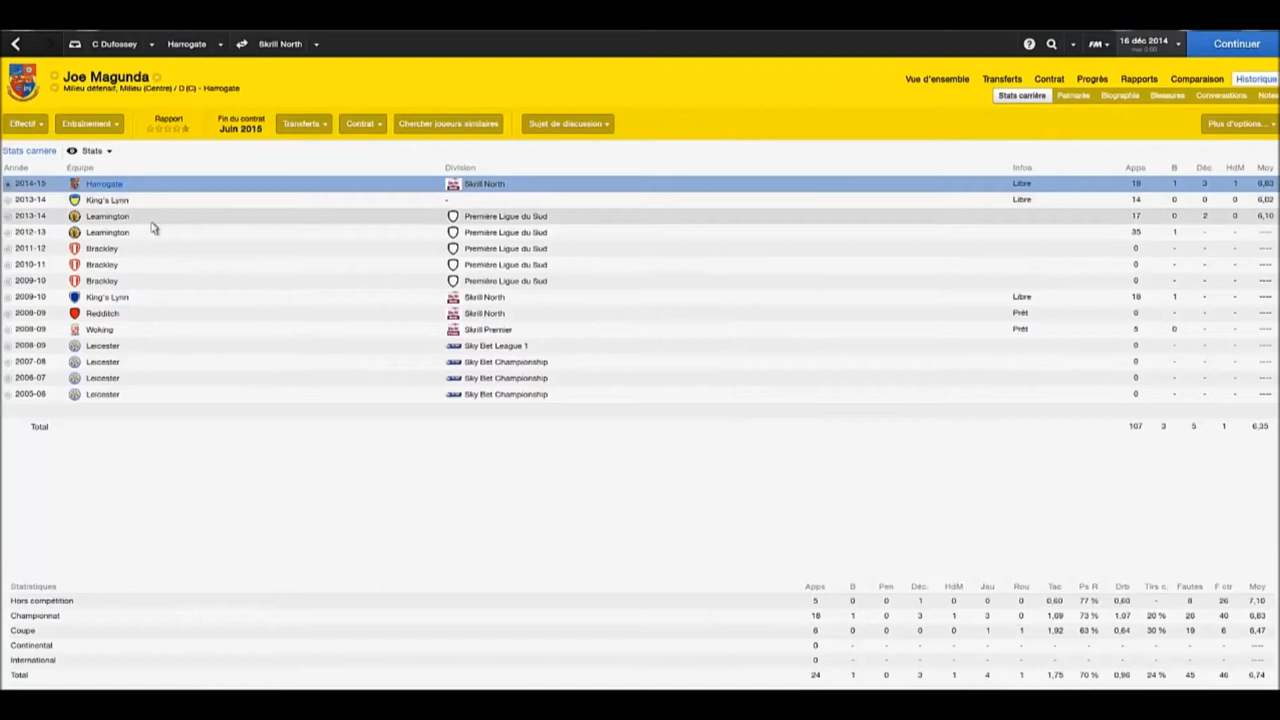 C Dufossey Harrogate Skrill North FM 16 déc 2014 Continuer
Joe Magunda
Milieu défensif, Milieu (Centre) / D (C) - Harrogate
Vue d'ensemble Transferts Contrat Progrès Rapports Comparaison Historique
Stats carrière Palmarès Biographie Blessures Conversations Notes
Effectif Entraînement Rapport Fin du contrat Juin 2015 Transferts Contrat Chercher joueurs similaires Sujet de discussion Plus d'options...
Stats carrière Stats
Année Équipe Division Infos Apps B Déc. HdM Moy
2014-15 Harrogate Skrill North Libre 18 1 3 1 6,83
2013-14 King's Lynn - Libre 14 0 0 0 6,02
2013-14 Leamington Première Ligue du Sud 17 0 2 0 6,10
2012-13 Leamington Première Ligue du Sud 35 1 - - ----
2011-12 Brackley Première Ligue du Sud 0 - - - ----
2010-11 Brackley Première Ligue du Sud 0 - - - ----
2009-10 Brackley Première Ligue du Sud 0 - - - ----
2009-10 King's Lynn Skrill North Libre 18 1 - - ----
2008-09 Redditch Skrill North Prêt 0 - - - ----
2008-09 Woking Skrill Premier Prêt 5 0 - - ----
2008-09 Leicester Sky Bet League 1 0 - - - ----
2007-08 Leicester Sky Bet Championship 0 - - - ----
2006-07 Leicester Sky Bet Championship 0 - - - ----
2005-06 Leicester Sky Bet Championship 0 - - - ----
Total 107 3 5 1 6,35
Statistiques Apps B Pen Déc. HdM Jau Rou Tac Ps R Drb Tirs c. Fautes F ctr Moy
Hors compétition 5 0 0 1 0 0 0 0,60 77 % 0,60 - 8 26 7,10
Championnat 18 1 0 3 1 3 0 1,69 73 % 1,07 20 % 26 40 6,83
Coupe 6 0 0 0 0 1 1 1,92 63 % 0,64 30 % 19 6 6,47
Continental 0 - - - - - - - - - - - - ----
International 0 - - - - - - - - - - - - ----
Total 24 1 0 3 1 4 1 1,75 70 % 0,96 24 % 45 46 6,74